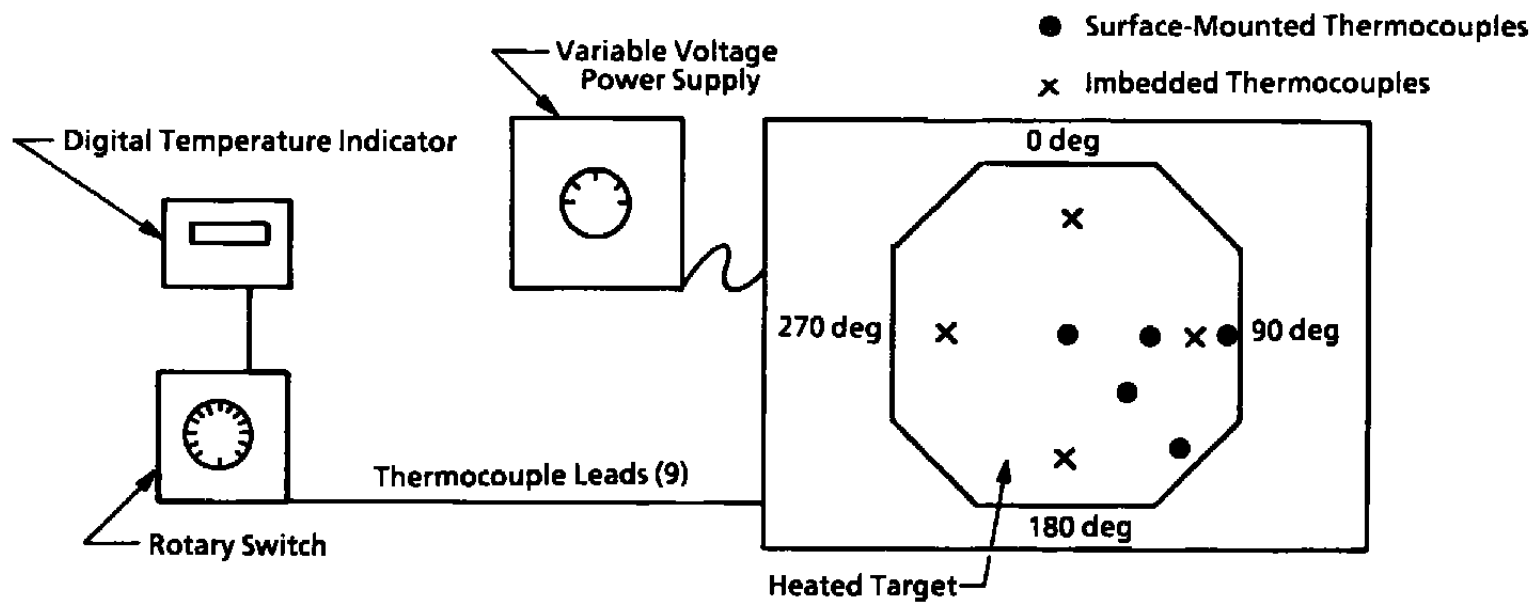 Surface-Mounted Thermocouples
Imbedded Thermocouples
Variable Voltage
Power Supply
Digital Temperature Indicator
0 deg
270 deg
90 deg
180 deg
Thermocouple Leads (9)
Rotary Switch
Heated Target